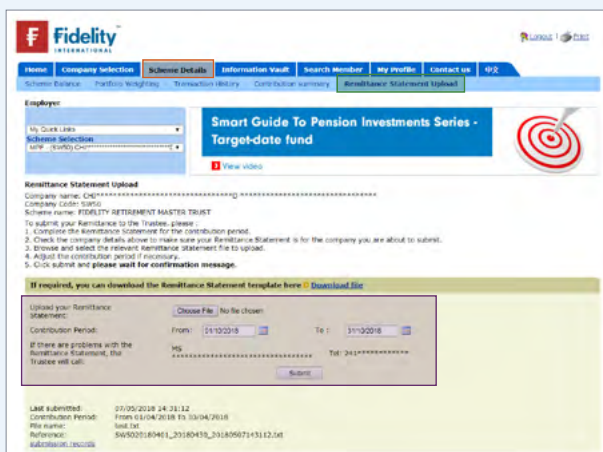 Fidelity
INTERNATIONAL
Logout | Print
Home Company Selection Scheme Details Information Vault Search Member My Profile Contact us 中文
Scheme Balance Portfolio Weighting Transaction History Contribution summary Remittance Statement Upload
Employer
My Quick Links
Scheme Selection
MPF - (SW50) CHU
Smart Guide To Pension Investments Series -
Target-date fund
View video
Remittance Statement Upload
Company name: CHU
Company Code: SW50
Scheme name: FIDELITY RETIREMENT MASTER TRUST
To submit your Remittance to the Trustee, please :
1. Complete the Remittance Statement for the contribution period.
2. Check the company details above to make sure your Remittance Statement is for the company you are about to submit.
3. Browse and select the relevant Remittance Statement file to upload.
4. Adjust the contribution period if necessary.
5. Click submit and please wait for confirmation message.
If required, you can download the Remittance Statement template here Download file
Upload your Remittance
Statement: Choose File No file chosen
Contribution Period: From: 01/10/2018 To : 31/10/2018
If there are problems with the
Remittance Statement, the
Trustee will call: MS Tel: 241************
Submit
Last submitted: 07/05/2018 14:31:12
Contribution Period: From 01/04/2018 To 30/04/2018
File name: test.txt
Reference: SW5020180401_20180430_20180507143112.txt
submission records